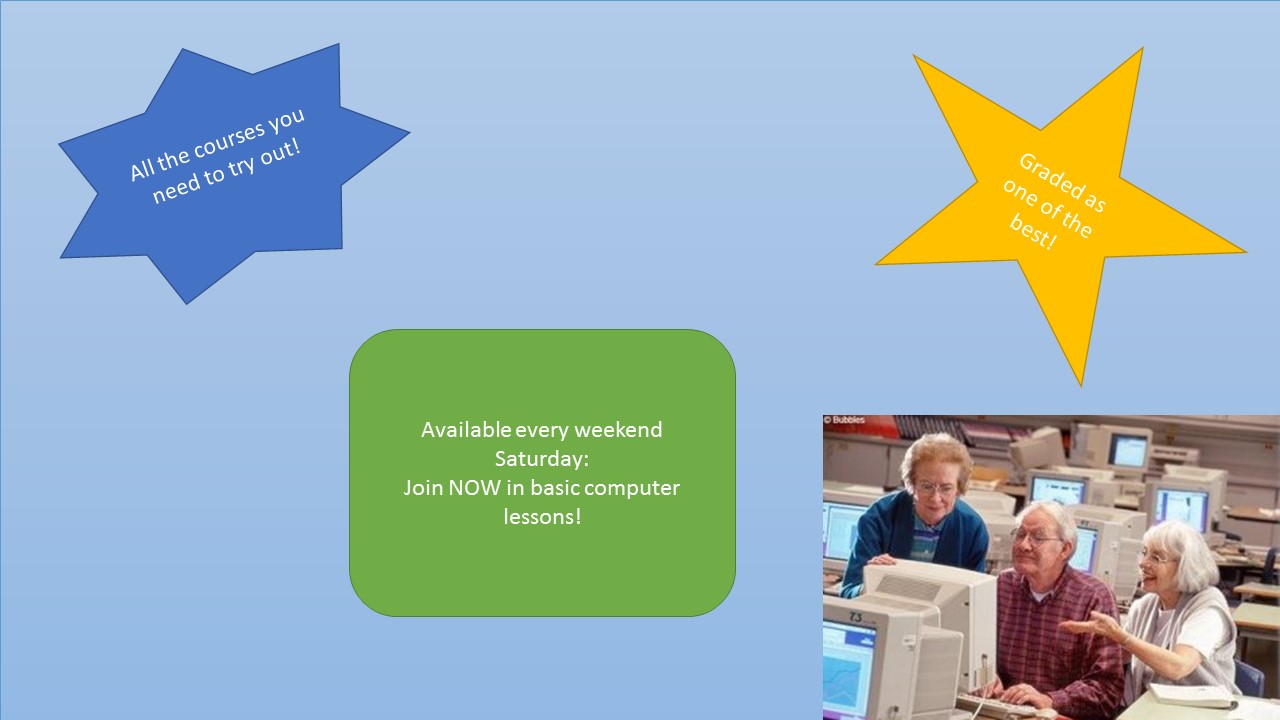 All the courses you
need to try out!
Graded as
one of the
best!
Available every weekend
Saturday:
Join NOW in basic computer
lessons!
© Bubbles
T3